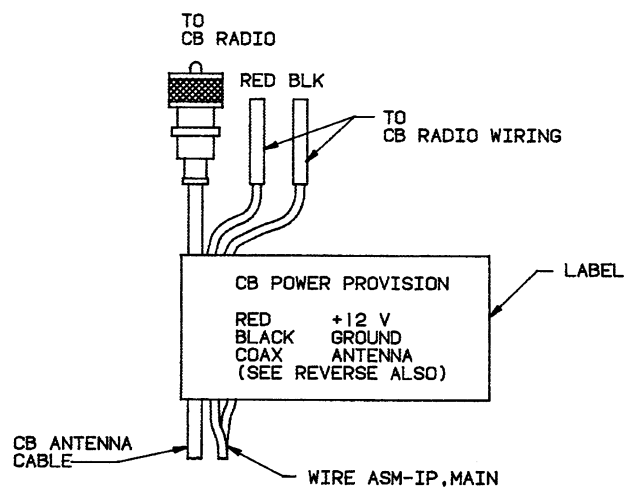 TO
CB RADIO
RED BLK
TO
CB RADIO WIRING
LABEL
CB POWER PROVISION
RED +12 V
BLACK GROUND
COAX ANTENNA
(SEE REVERSE ALSO)
CB ANTENNA
CABLE
WIRE ASM-IP,MAIN